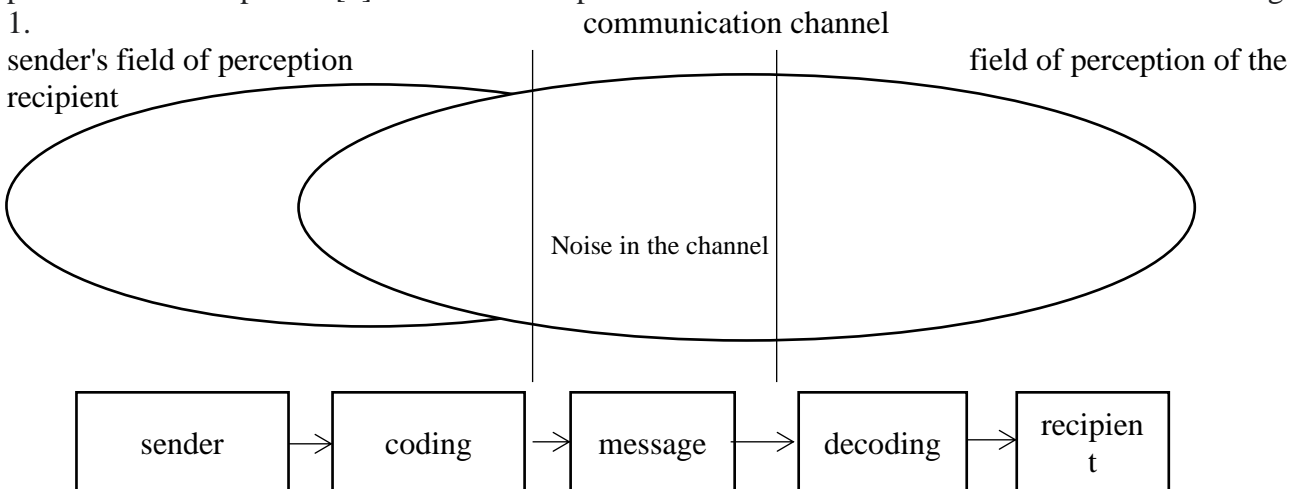 1.
communication channel
sender's field of perception
field of perception of the
recipient
Noise in the channel
sender
coding
message
decoding
recipien
t